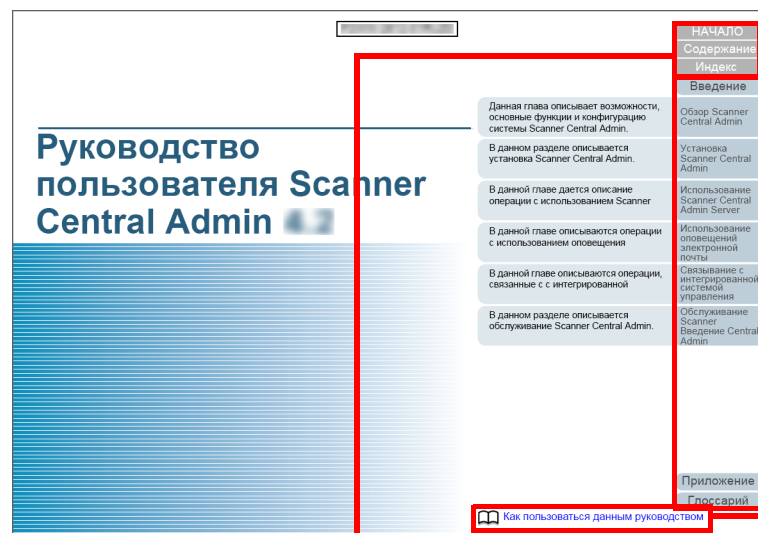 НАЧАЛО
Содержание
Индекс
Введение
Руководство
пользователя Scanner
Central Admin
Данная глава описывает возможности,
основные функции и конфигурацию
системы Scanner Central Admin.
Обзор Scanner
Central Admin
В данном разделе описывается
установка Scanner Central Admin.
Установка
Scanner Central
Admin
В данной главе дается описание
операции с использованием Scanner
Использование
Scanner Central
Admin Server
В данной главе описываются операции
с использованием оповещения
Использование
оповещений
электронной
почты
В данной главе описываются операции,
связанные с с интегрированной
Связывание с
интегрированной
системой
управления
В данном разделе описывается
обслуживание Scanner Central Admin.
Обслуживание
Scanner
Введение Central
Admin
Приложение
Глоссарий
Как пользоваться данным руководством